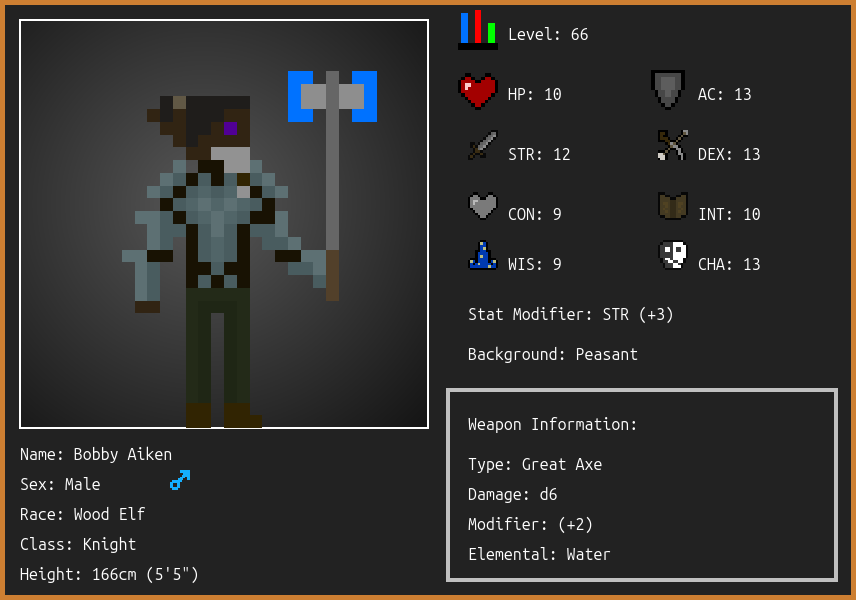 Level: 66
HP: 10
AC: 13
STR: 12
DEX: 13
CON: 9
INT: 10
WIS: 9
CHA: 13
Stat Modifier: STR (+3)
Background: Peasant
Weapon Information:
Type: Great Axe
Damage: d6
Modifier: (+2)
Elemental: Water
Name: Bobby Aiken
Sex: Male
Race: Wood Elf
Class: Knight
Height: 166cm (5'5")